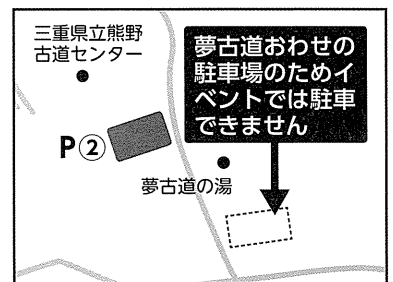 三重県立熊野
古道センター
夢古道おわせの
駐車場のためイ
ベントでは駐車
できません
P②
夢古道の湯